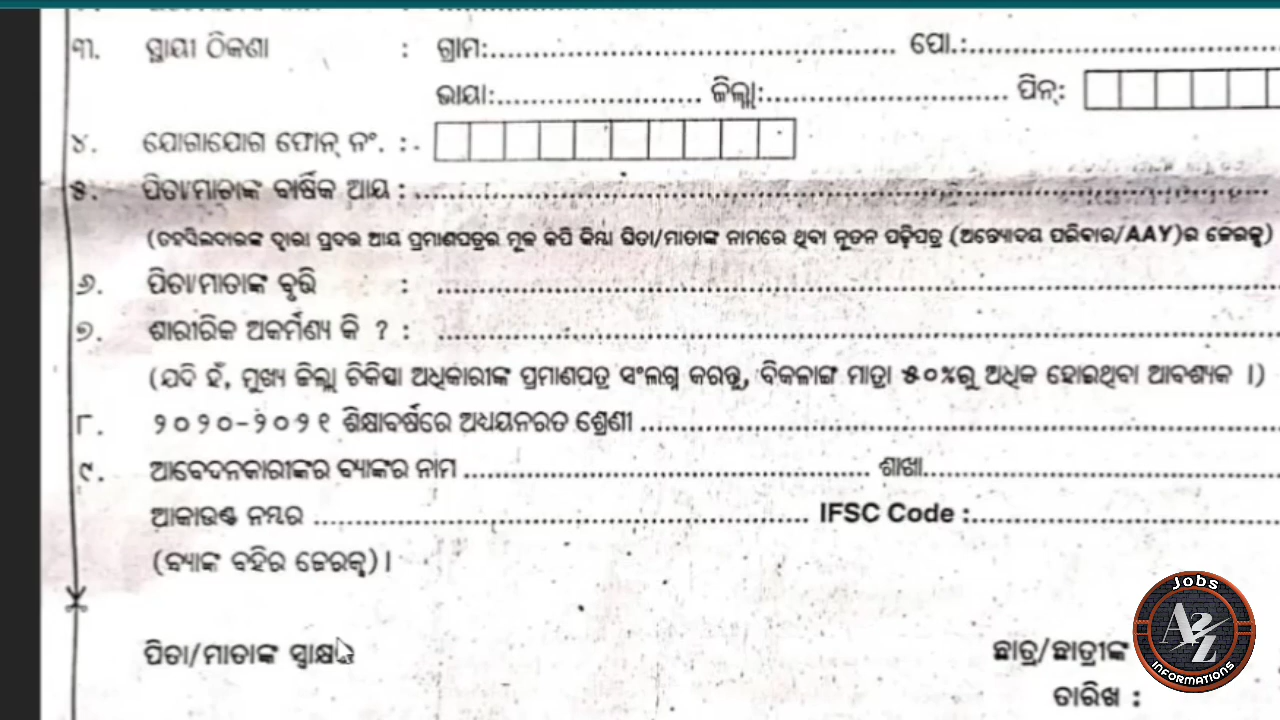 ୩. ସ୍ଥାୟୀ ଠିକଣା : ଗ୍ରାମ:.......................................................... ପୋ.:............................................
ଭାୟା:............................. ଜିଲ୍ଲା:.................................. ପିନ୍:
୪. ଯୋଗାଯୋଗ ଫୋନ୍ ନଂ. :-
୫. ପିତା/ମାତାଙ୍କ ବାର୍ଷିକ ଆୟ : ........................................................................................................................
(ତହସିଲଦାରଙ୍କ ଦ୍ୱାରା ପ୍ରଦତ୍ତ ଆୟ ପ୍ରମାଣପତ୍ରର ମୂଳ କପି କିମ୍ବା ପିତା/ମାତାଙ୍କ ନାମରେ ଥିବା ନୂତନ ପଢ଼ିପତ୍ର (ଅନ୍ତ୍ୟୋଦୟ ପରିବାର/AAY)ର ଜେରକ୍ସ)
୬. ପିତା/ମାତାଙ୍କ ବୃତ୍ତି : ........................................................................................................................
୭. ଶାରୀରିକ ଅକର୍ମଣ୍ୟ କି ? : ........................................................................................................................
(ଯଦି ହଁ, ମୁଖ୍ୟ ଜିଲ୍ଲା ଚିକିତ୍ସା ଅଧିକାରୀଙ୍କ ପ୍ରମାଣପତ୍ର ସଂଲଗ୍ନ କରନ୍ତୁ, ବିକଳାଙ୍ଗ ମାତ୍ରା ୫୦%ରୁ ଅଧିକ ହୋଇଥିବା ଆବଶ୍ୟକ ।)
୮. ୨୦୨୦-୨୦୨୧ ଶିକ୍ଷାବର୍ଷରେ ଅଧ୍ୟୟନରତ ଶ୍ରେଣୀ ..........................................................................................
୯. ଆବେଦନକାରୀଙ୍କର ବ୍ୟାଙ୍କର ନାମ .......................................................... ଶାଖା..................................................
ଆକାଉଣ୍ଟ ନମ୍ବର ...................................................................... IFSC Code :............................................
(ବ୍ୟାଙ୍କ ବହିର ଜେରକ୍ସ)।
ପିତା/ମାତାଙ୍କ ଛାତ୍ର/ଛାତ୍ରୀଙ୍କ
ତାରିଖ :
Jobs
A2Z
INFORMATIONS